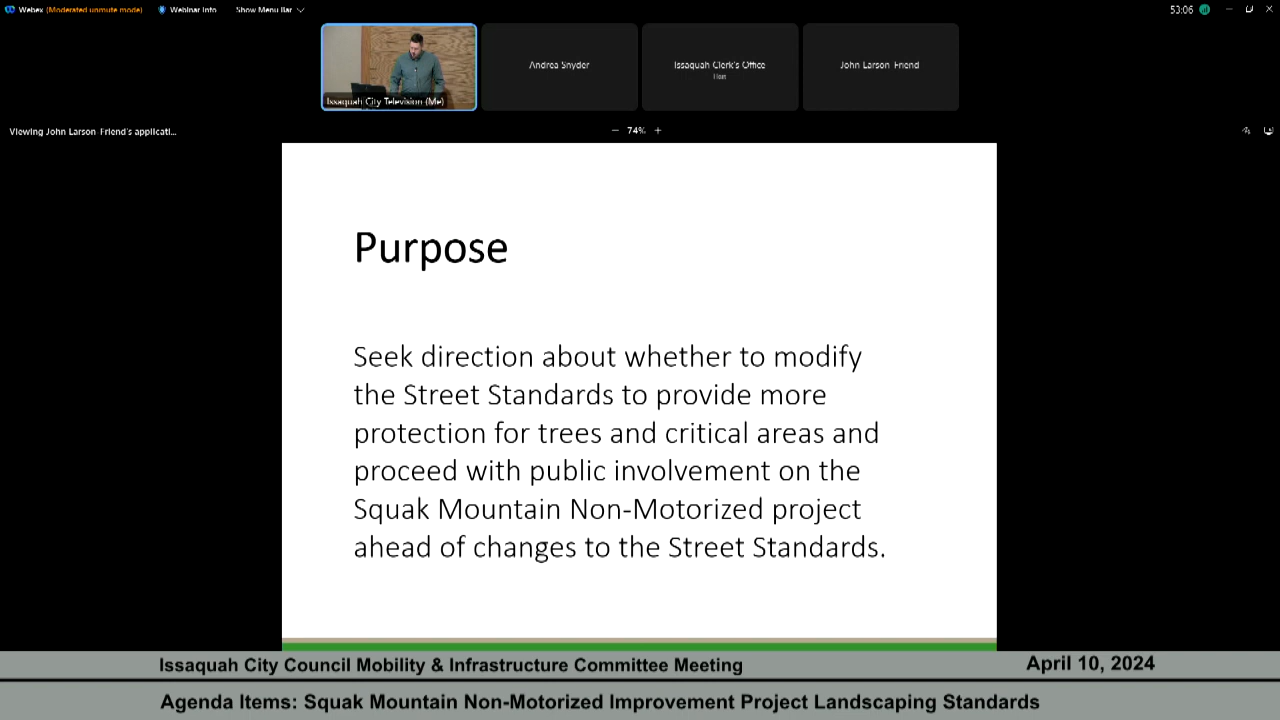 Webex (Moderated unmute mode) Webinar Info Show Menu Bar 53:06
Issaquah City Television (Me)
Andrea Snyder
Issaquah Clerk's Office
Host
John Larson-Friend
Viewing John Larson-Friend's applicati...
74%
Purpose
Seek direction about whether to modify
the Street Standards to provide more
protection for trees and critical areas and
proceed with public involvement on the
Squak Mountain Non-Motorized project
ahead of changes to the Street Standards.
Issaquah City Council Mobility & Infrastructure Committee Meeting
April 10, 2024
Agenda Items: Squak Mountain Non-Motorized Improvement Project Landscaping Standards